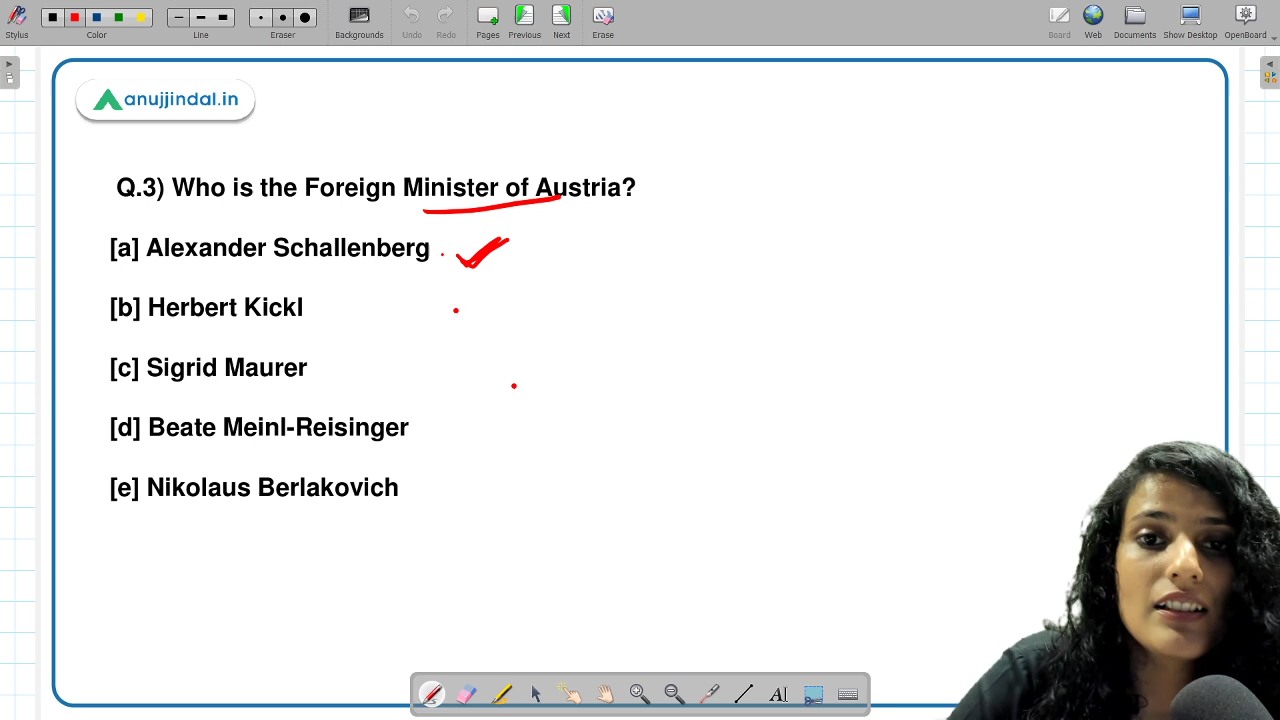 Stylus Color Line Eraser Backgrounds Undo Redo Pages Previous Next Erase Board Web Documents Show Desktop OpenBoard
anujjindal.in
Q.3) Who is the Foreign Minister of Austria?
[a] Alexander Schallenberg
[b] Herbert Kickl
[c] Sigrid Maurer
[d] Beate Meinl-Reisinger
[e] Nikolaus Berlakovich